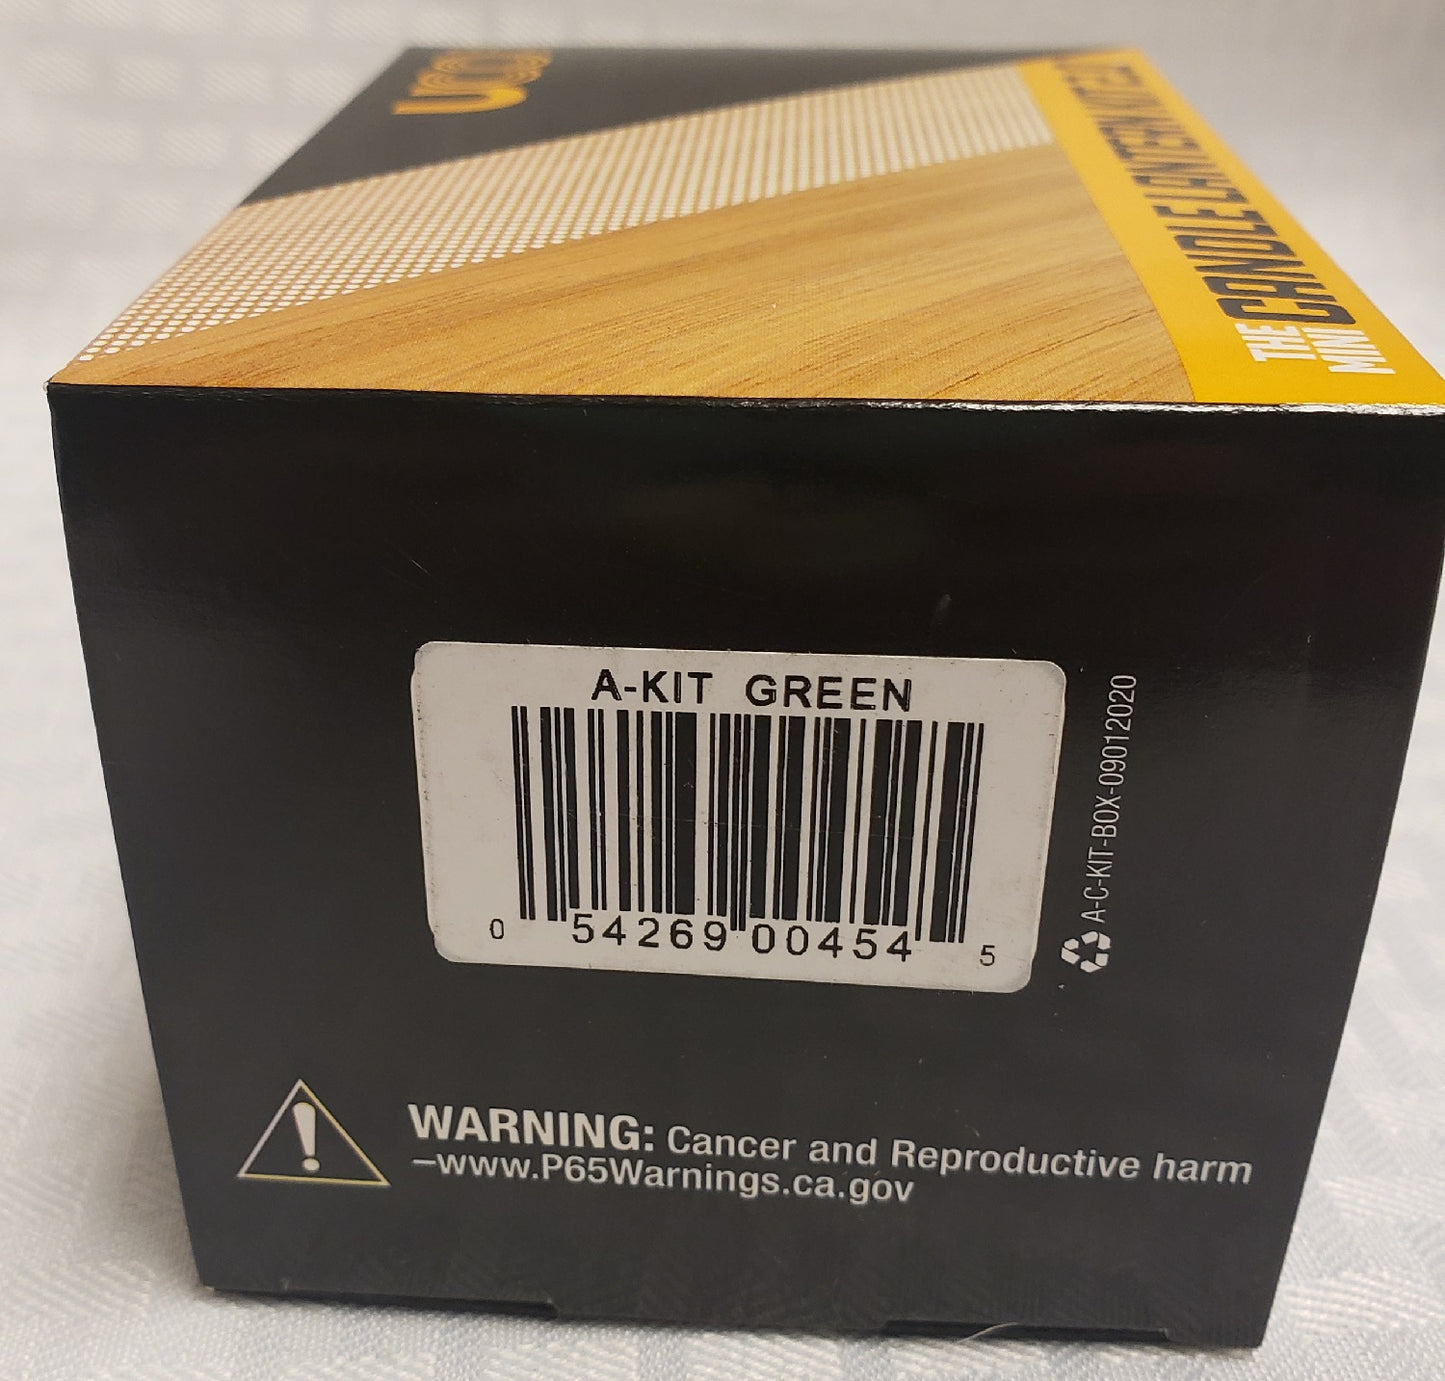 UCO
THE
MINI
CANDLE LANTERN KIT
A-KIT GREEN
0 54269 00454 5
A-C-KIT-BOX-09012020
WARNING: Cancer and Reproductive harm
–www.P65Warnings.ca.gov